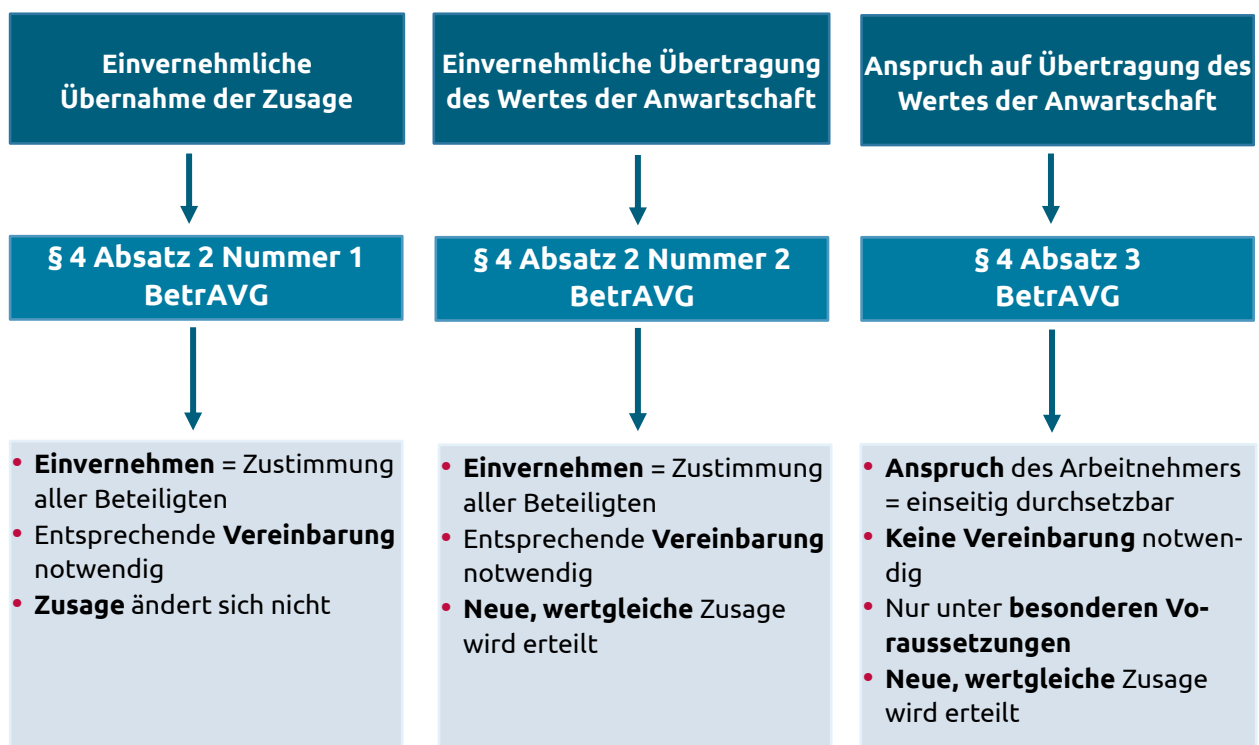 Einvernehmliche
Übernahme der Zusage
§ 4 Absatz 2 Nummer 1
BetrAVG
• Einvernehmen = Zustimmung
aller Beteiligten
• Entsprechende Vereinbarung
notwendig
• Zusage ändert sich nicht
Einvernehmliche Übertragung
des Wertes der Anwartschaft
§ 4 Absatz 2 Nummer 2
BetrAVG
• Einvernehmen = Zustimmung
aller Beteiligten
• Entsprechende Vereinbarung
notwendig
• Neue, wertgleiche Zusage
wird erteilt
Anspruch auf Übertragung des
Wertes der Anwartschaft
§ 4 Absatz 3
BetrAVG
• Anspruch des Arbeitnehmers
= einseitig durchsetzbar
• Keine Vereinbarung notwen-
dig
• Nur unter besonderen Vo-
raussetzungen
• Neue, wertgleiche Zusage
wird erteilt